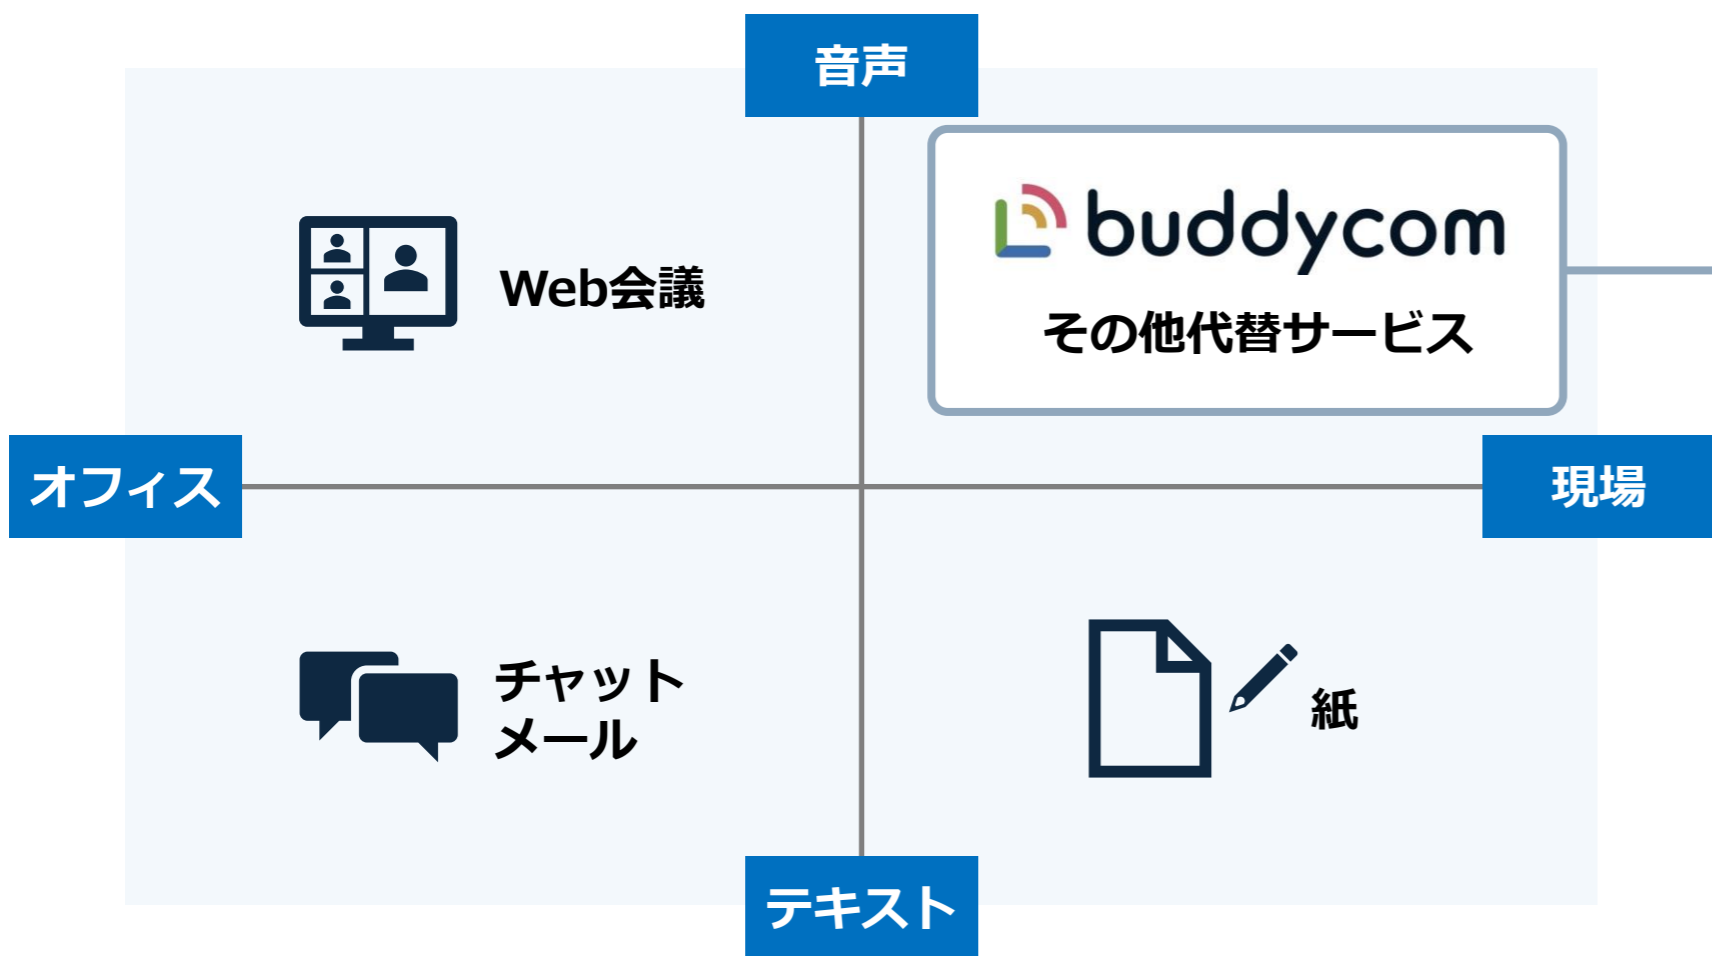 音声
buddycom
その他代替サービス
Web会議
オフィス
現場
チャット
メール
紙
テキスト